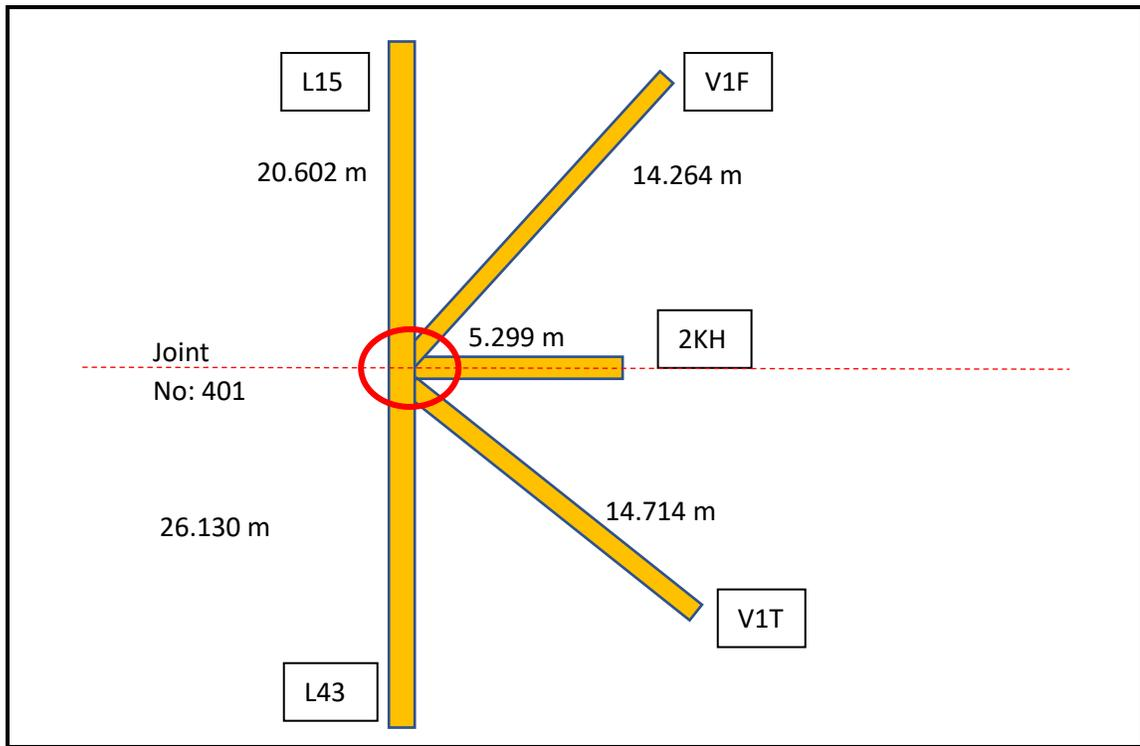 L15
V1F
20.602 m
14.264 m
5.299 m
2KH
Joint
No: 401
14.714 m
26.130 m
V1T
L43